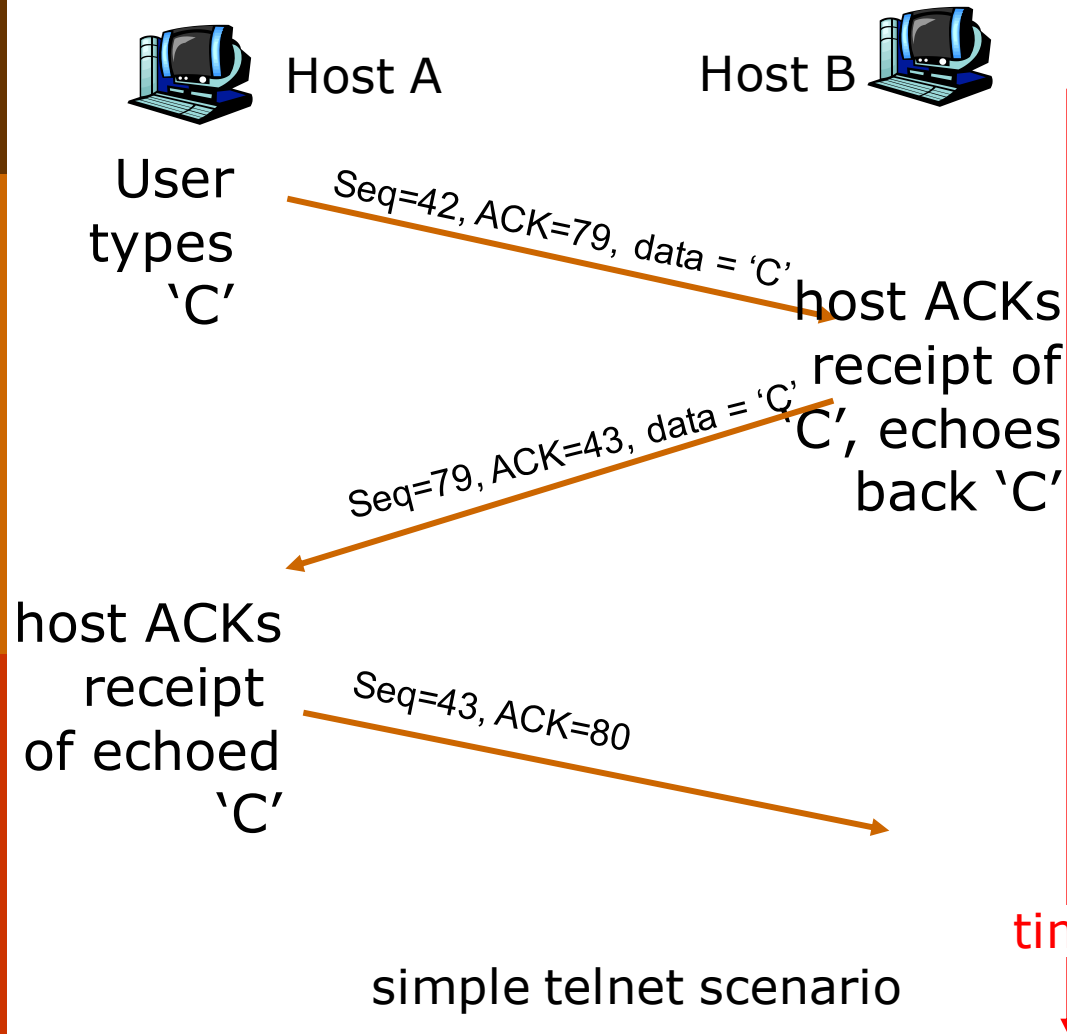 Host A
Host B
User
types
‘C’
Seq=42, ACK=79, data = ‘C’
host ACKs
receipt of
‘C’, echoes
back ‘C’
Seq=79, ACK=43, data = ‘C’
host ACKs
receipt
of echoed
‘C’
Seq=43, ACK=80
simple telnet scenario